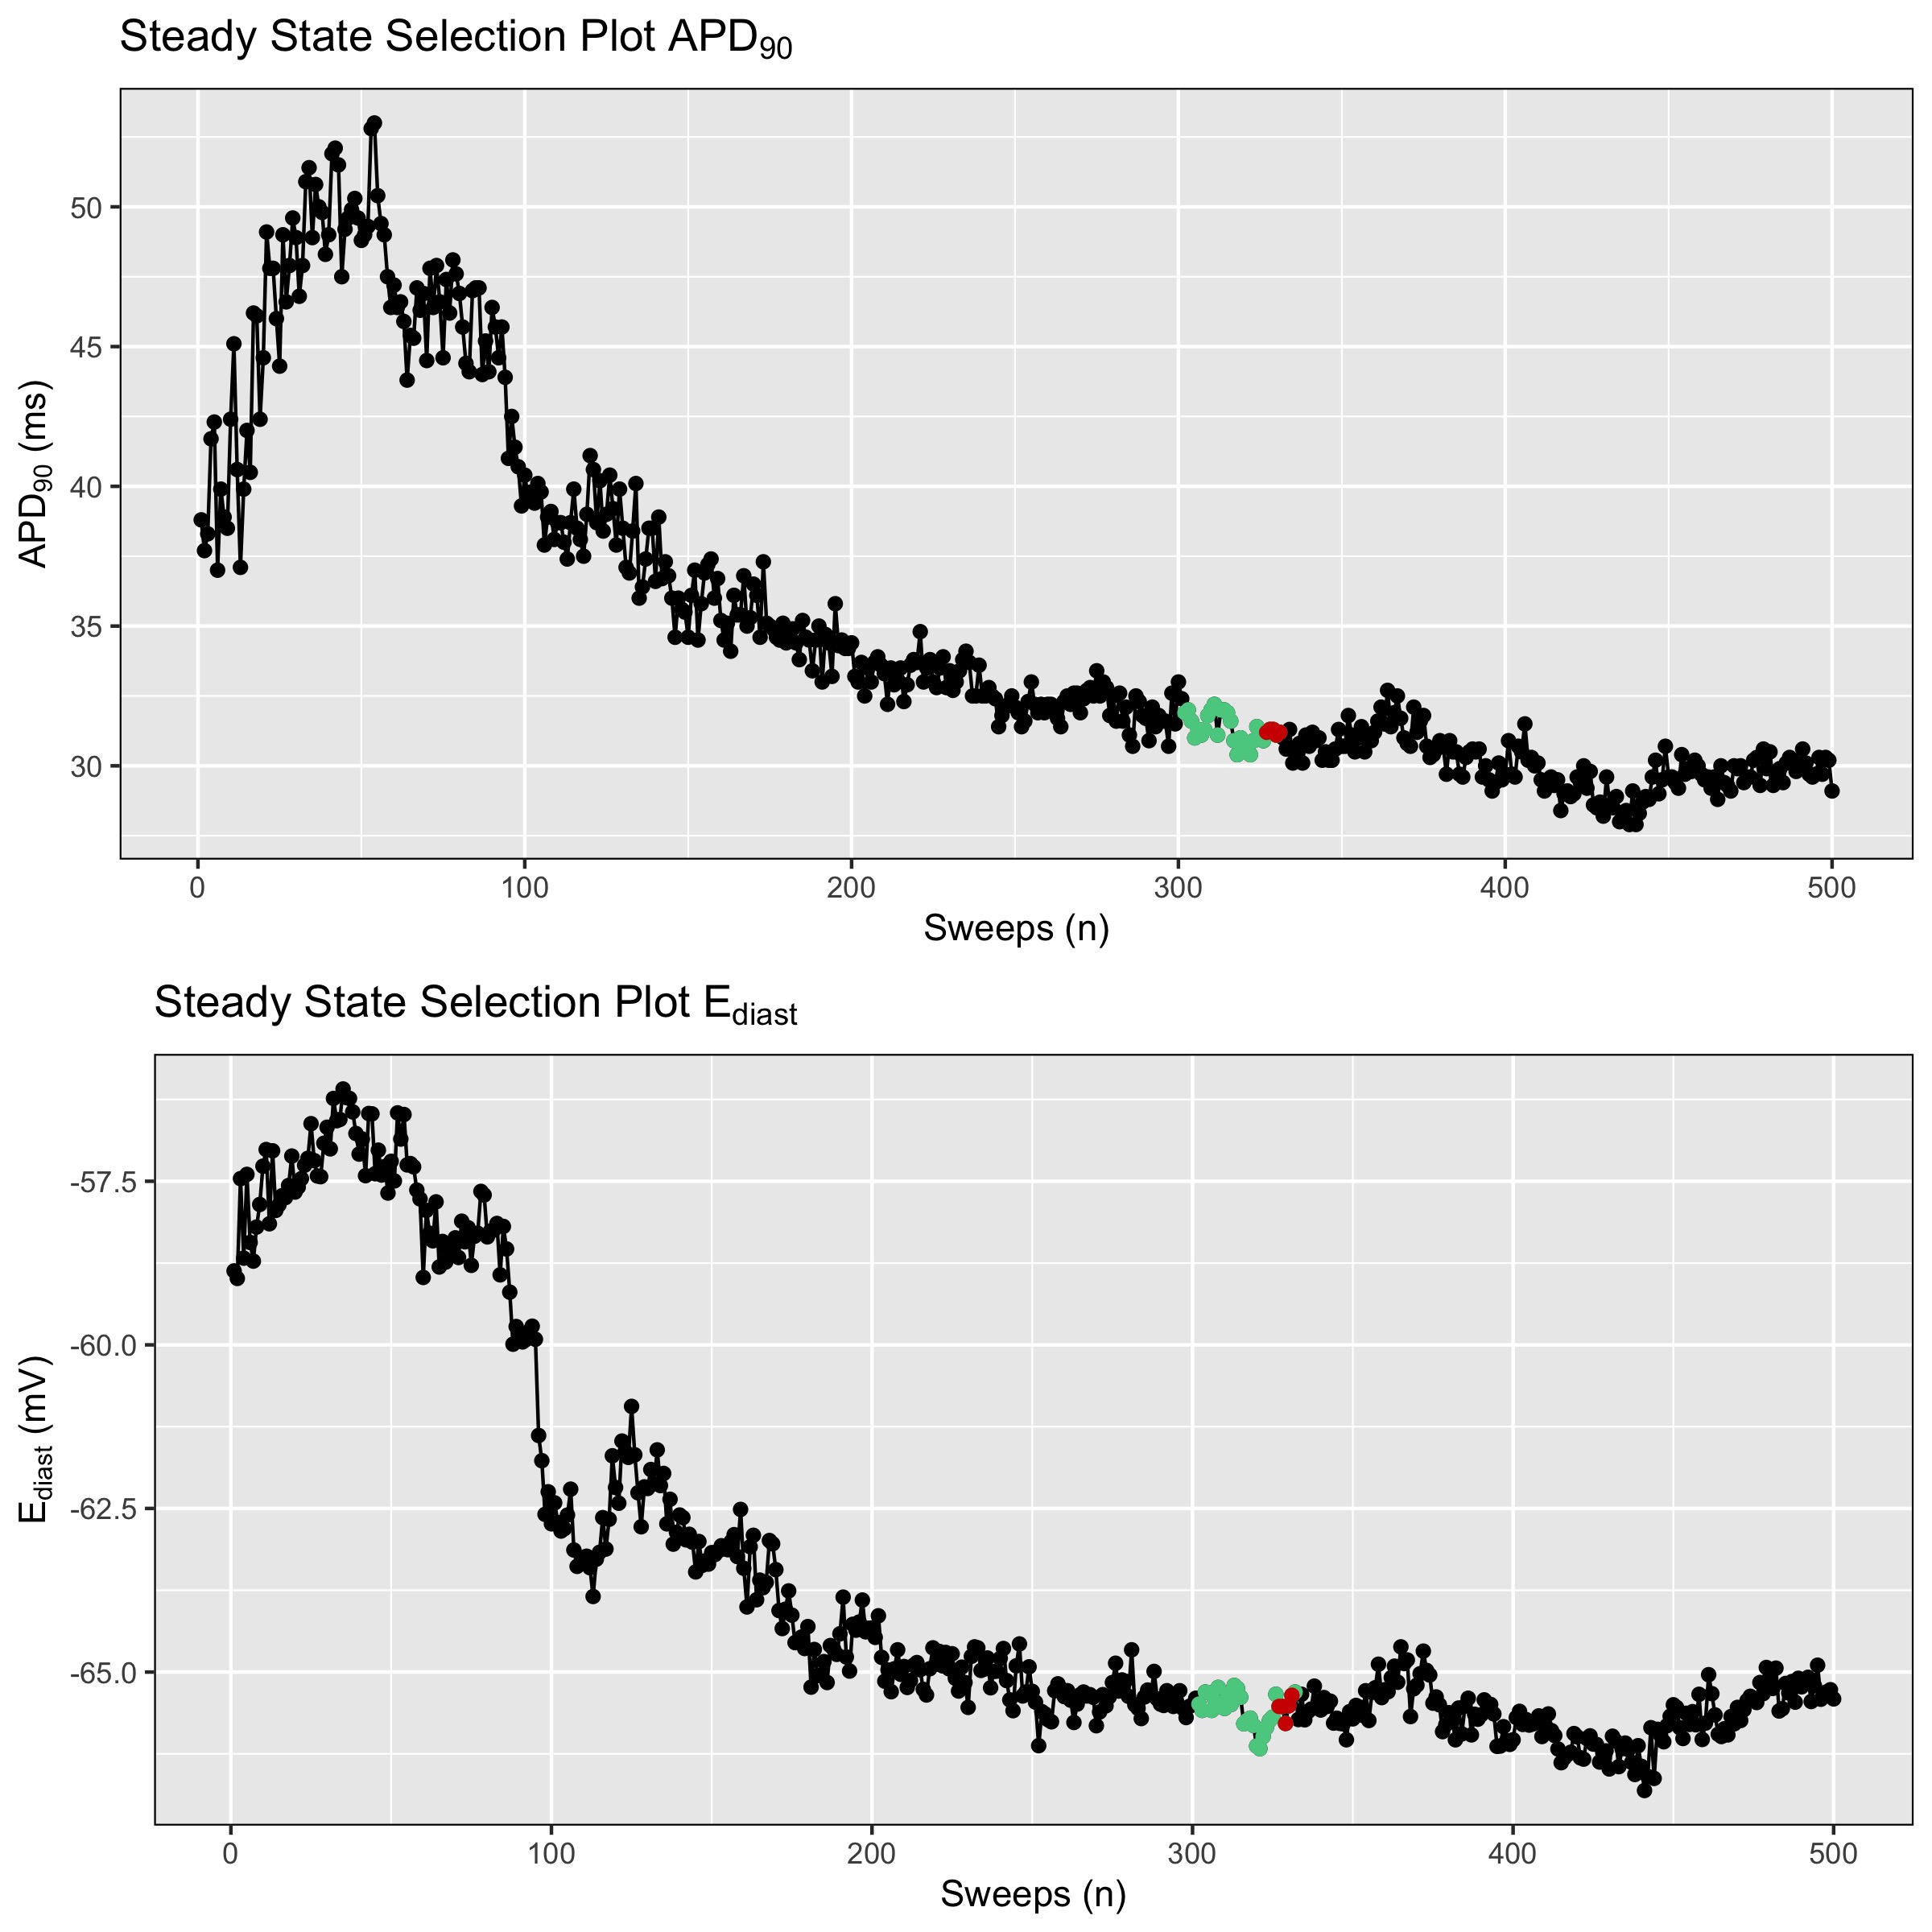 Steady State Selection Plot APD90
50
45
40
35
30
APD90 (ms)
0 100 200 300 400 500
Sweeps (n)
Steady State Selection Plot Ediast
-57.5
-60.0
-62.5
-65.0
Ediast (mV)
0 100 200 300 400 500
Sweeps (n)